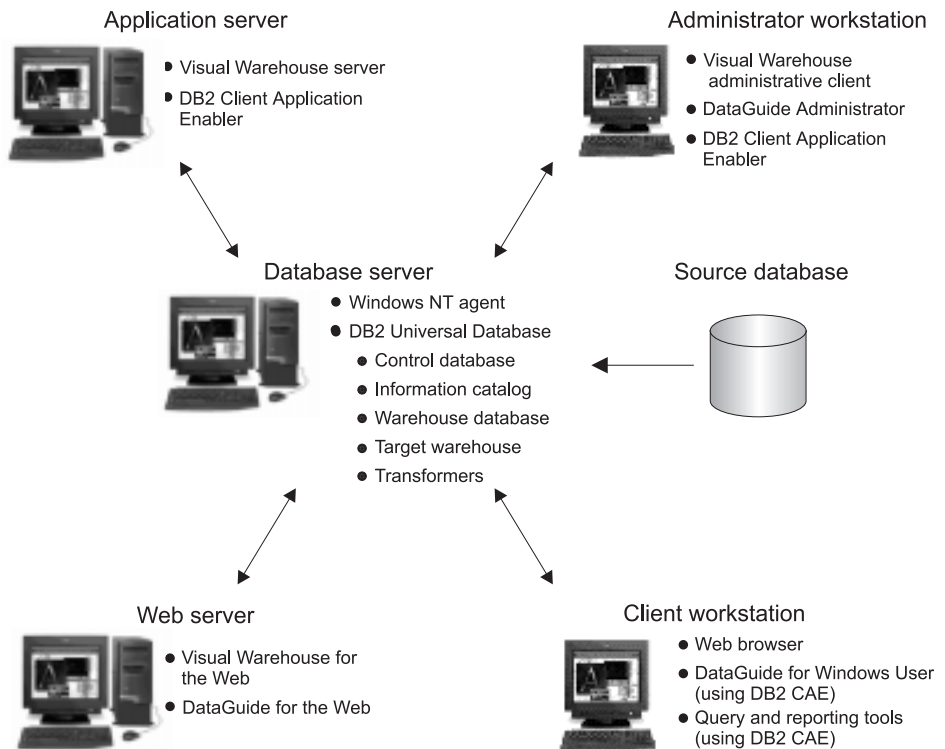 Application server
• Visual Warehouse server
• DB2 Client Application
Enabler
Administrator workstation
• Visual Warehouse
administrative client
• DataGuide Administrator
• DB2 Client Application
Enabler
Database server
• Windows NT agent
• DB2 Universal Database
• Control database
• Information catalog
• Warehouse database
• Target warehouse
• Transformers
Source database
Web server
• Visual Warehouse for
the Web
• DataGuide for the Web
Client workstation
• Web browser
• DataGuide for Windows User
(using DB2 CAE)
• Query and reporting tools
(using DB2 CAE)